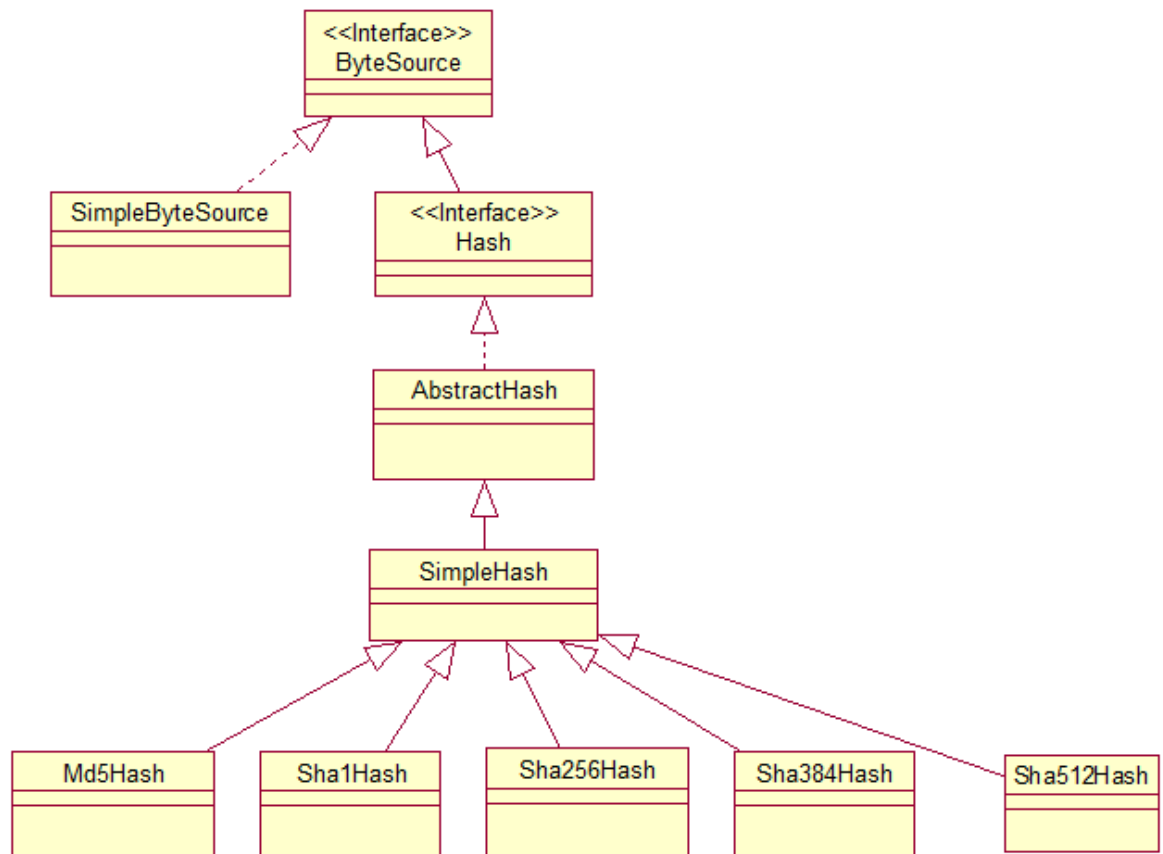 <<Interface>>
ByteSource
SimpleByteSource
<<Interface>>
Hash
AbstractHash
SimpleHash
Md5Hash
Sha1Hash
Sha256Hash
Sha384Hash
Sha512Hash